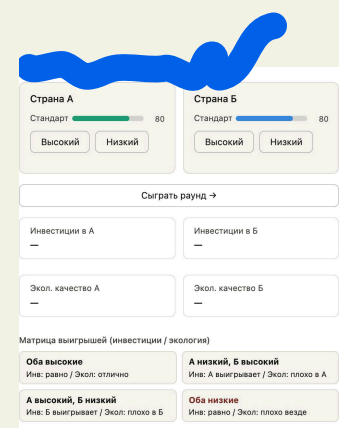 Страна А
Страна Б
Стандарт 80
Стандарт 80
Высокий Низкий
Высокий Низкий
Сыграть раунд →
Инвестиции в А
—
Инвестиции в Б
—
Экол. качество А
—
Экол. качество Б
—
Матрица выигрышей (инвестиции / экология)
Оба высокие
Инв: равно / Экол: отлично
А низкий, Б высокий
Инв: А выигрывает / Экол: плохо в А
А высокий, Б низкий
Инв: Б выигрывает / Экол: плохо в Б
Оба низкие
Инв: равно / Экол: плохо везде